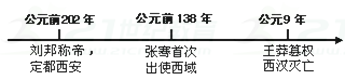 公元前202年 公元前138年 公元9年
刘邦称帝, 张骞首次 王莽篡权
定都西安 出使西域 西汉灭亡